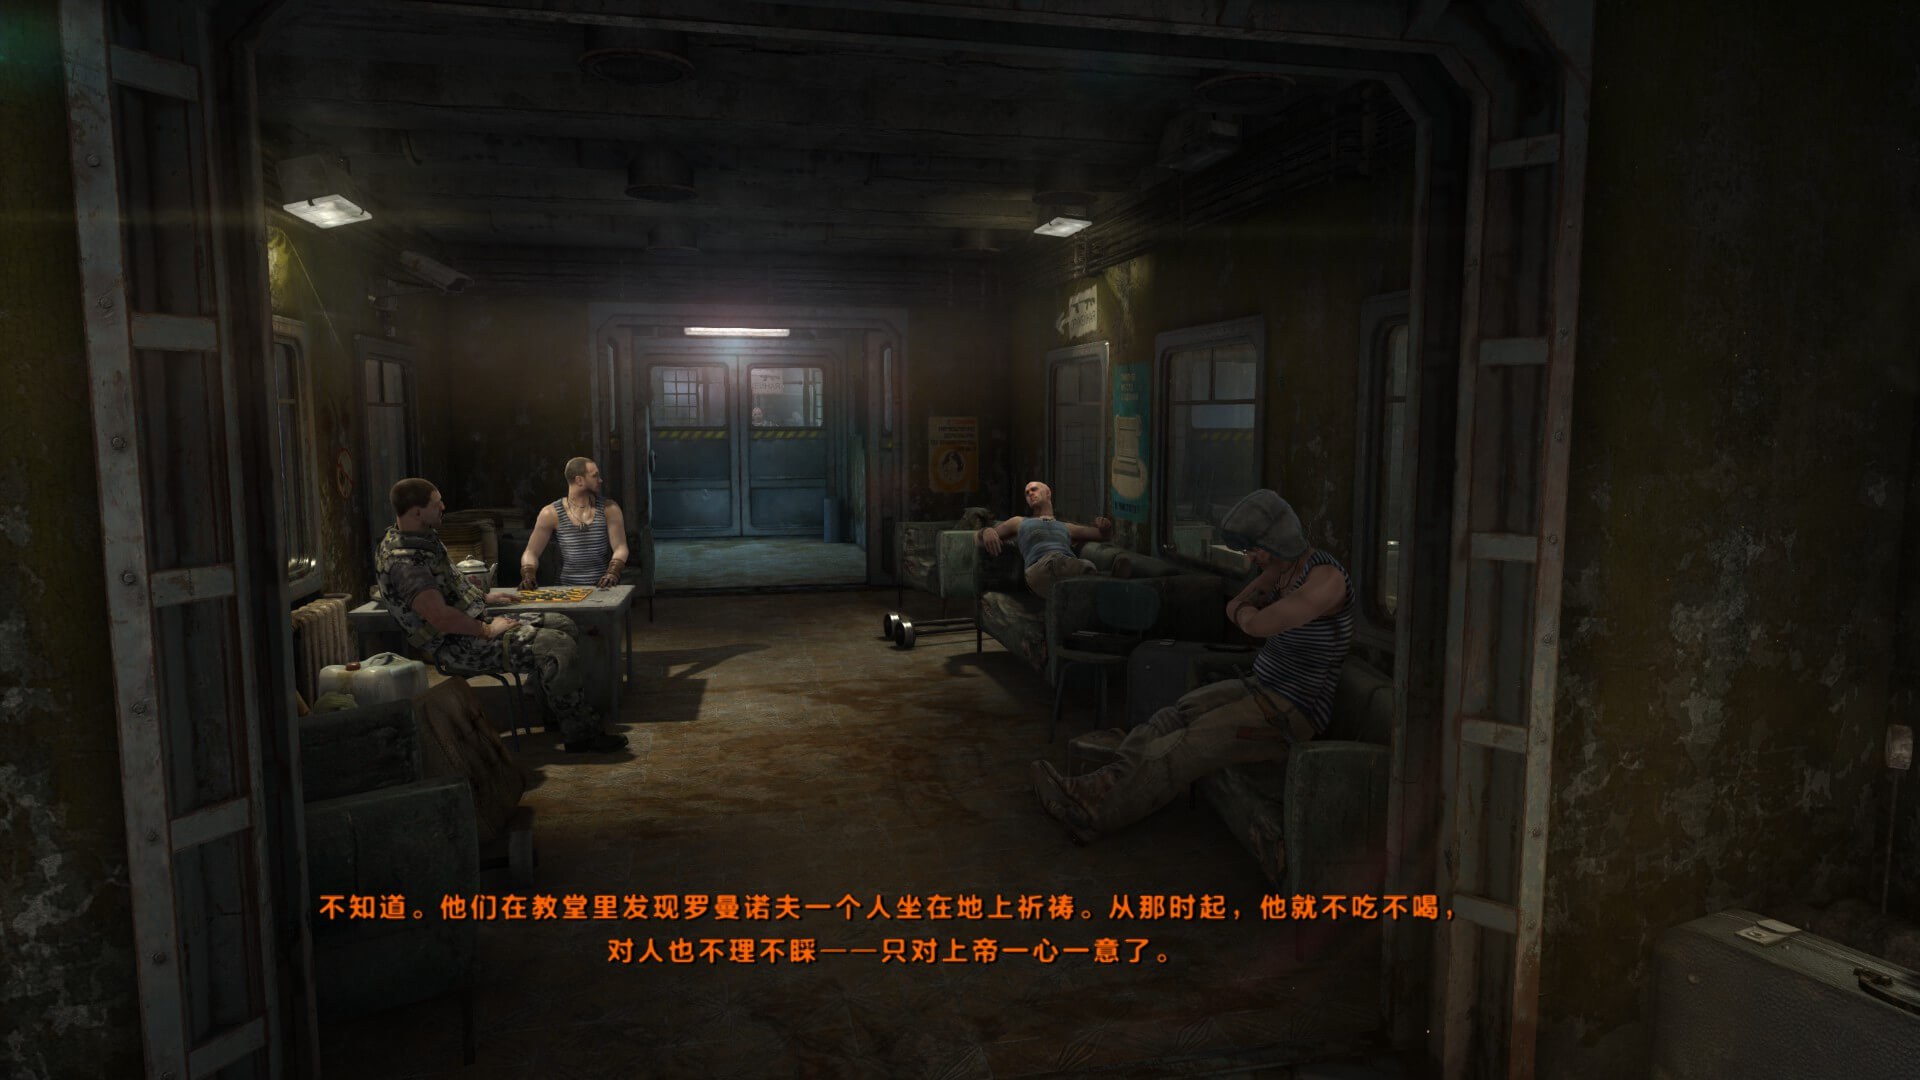 不知道。他们在教堂里发现罗曼诺夫一个人坐在地上祈祷。从那时起，他就不吃不喝，
对人也不理不睬——只对上帝一心一意了。